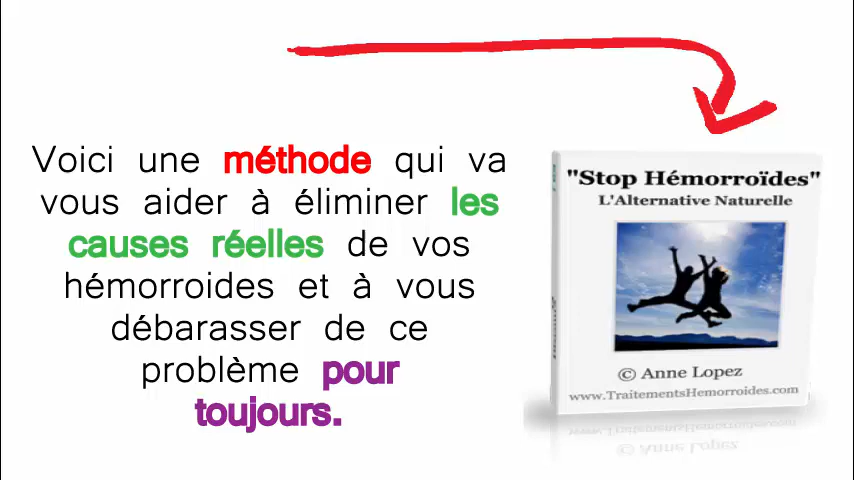 Voici une méthode qui va
vous aider à éliminer les
causes réelles de vos
hémorroides et à vous
débarasser de ce
problème pour
toujours.
"Stop Hémorroïdes"
L'Alternative Naturelle
© Anne Lopez
www.TraitementsHemorroides.com